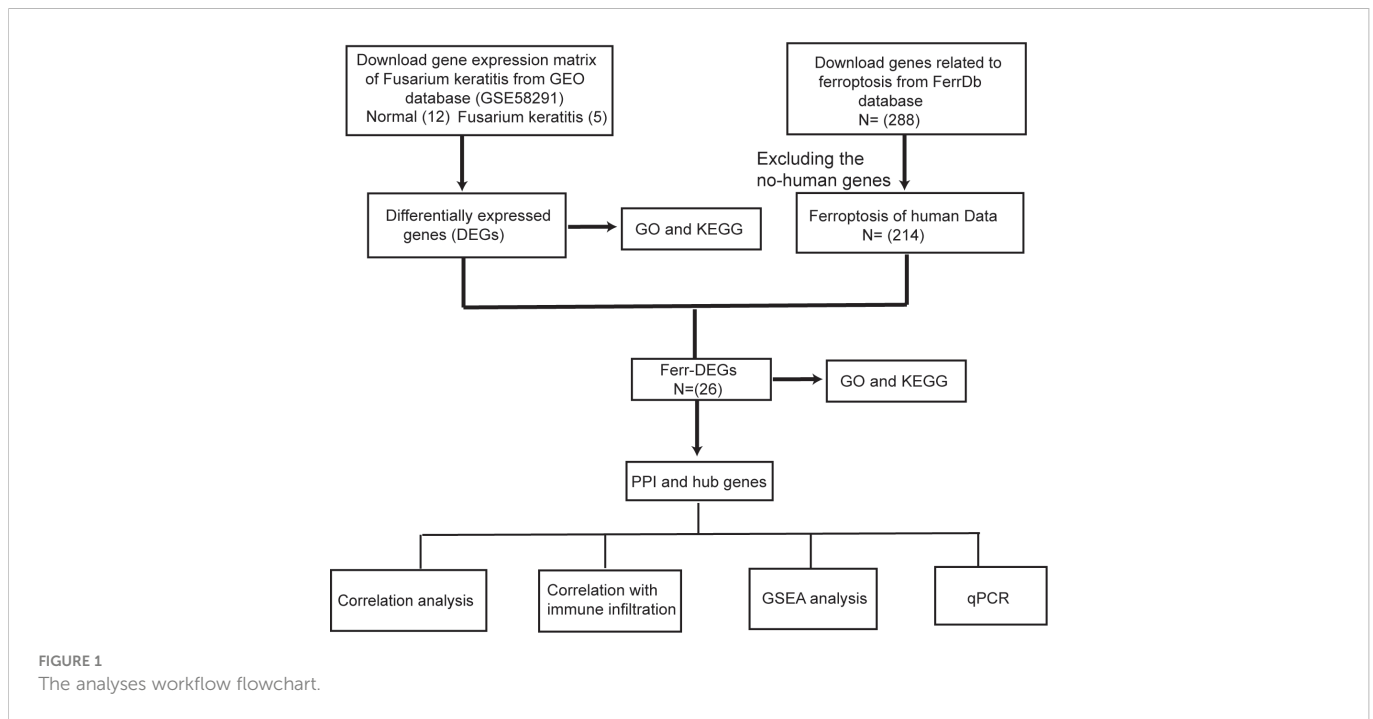 Download gene expression matrix
of Fusarium keratitis from GEO
database (GSE58291)
Normal (12)  Fusarium keratitis (5)
Download genes related to
ferroptosis from FerrDb
database
N= (288)
Excluding the
no-human genes
Differentially expressed
genes (DEGs)
GO and KEGG
Ferroptosis of human Data
N= (214)
Ferr-DEGs
N=(26)
GO and KEGG
PPI and hub genes
Correlation analysis
Correlation with
immune infiltration
GSEA analysis
qPCR
FIGURE 1
The analyses workflow flowchart.